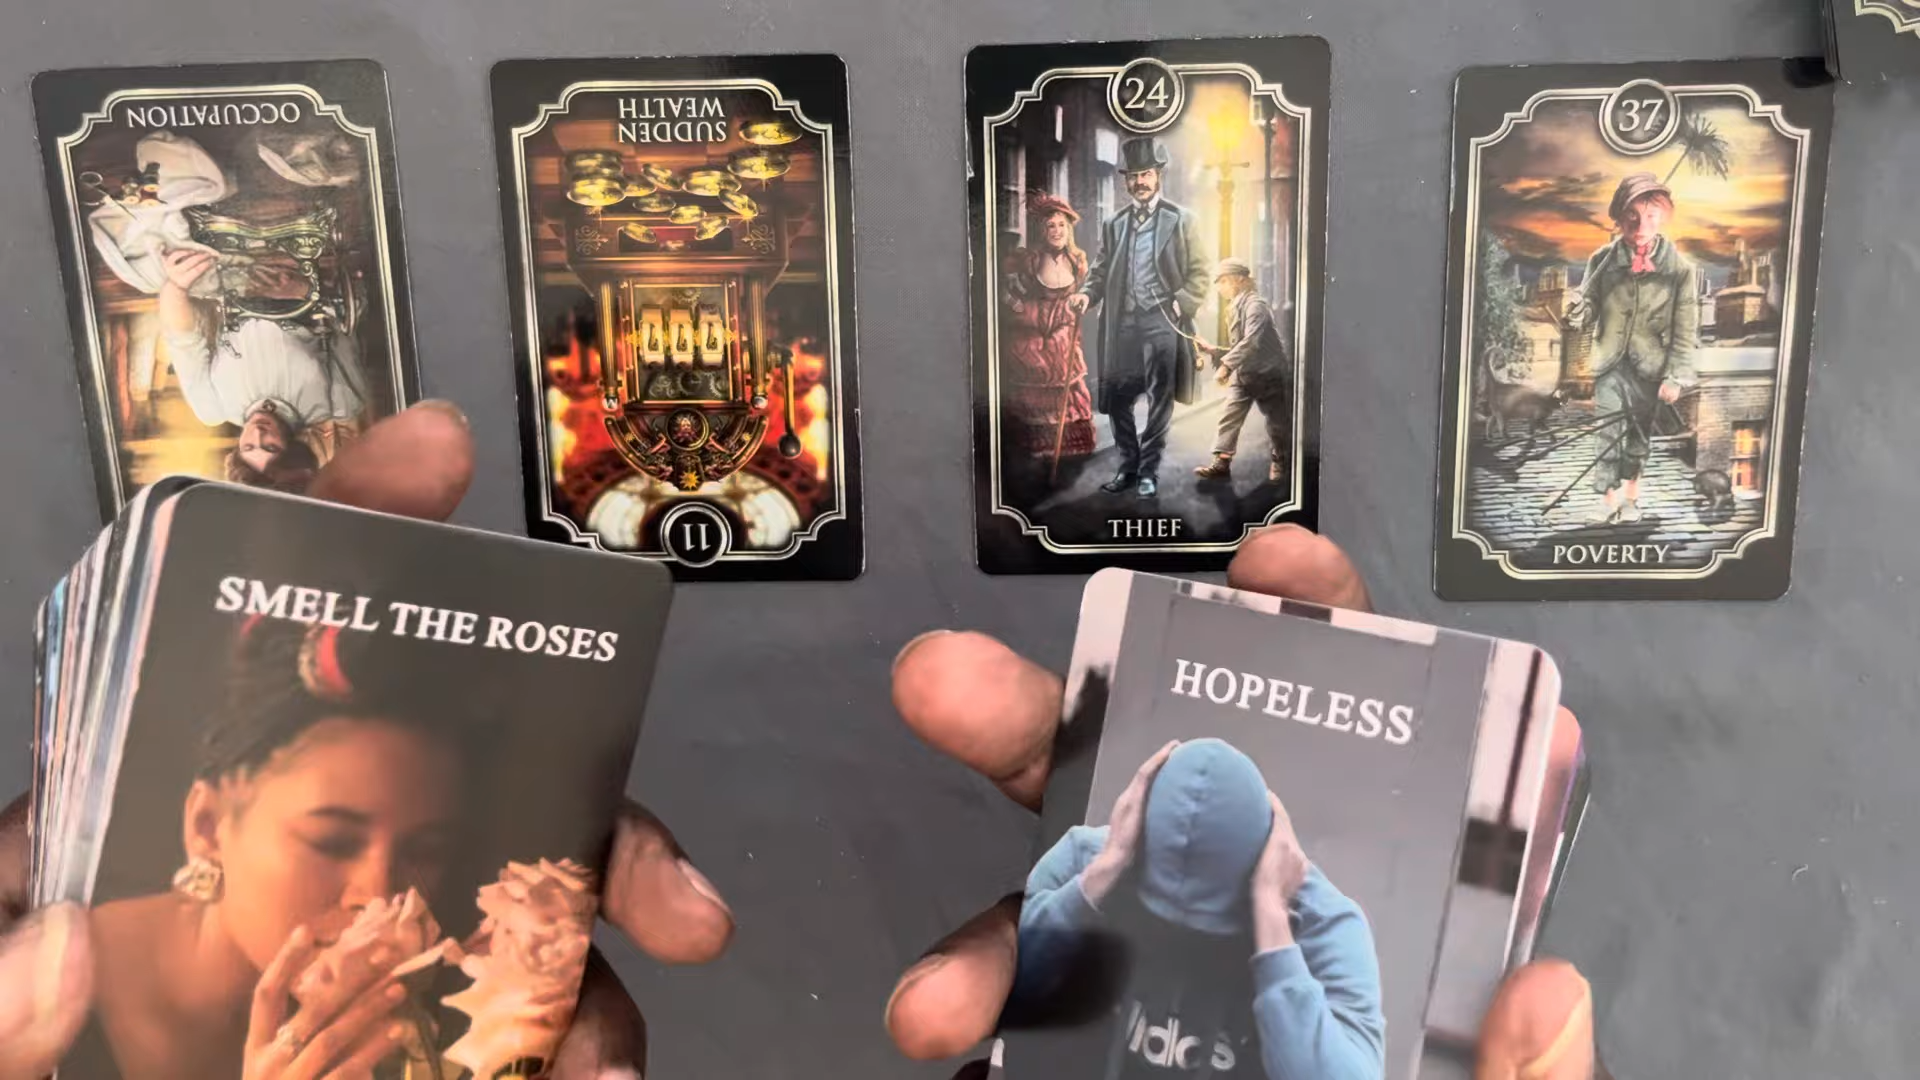 OCCUPATION
SUDDEN
WEALTH
11
24
THIEF
37
POVERTY
SMELL THE ROSES
HOPELESS